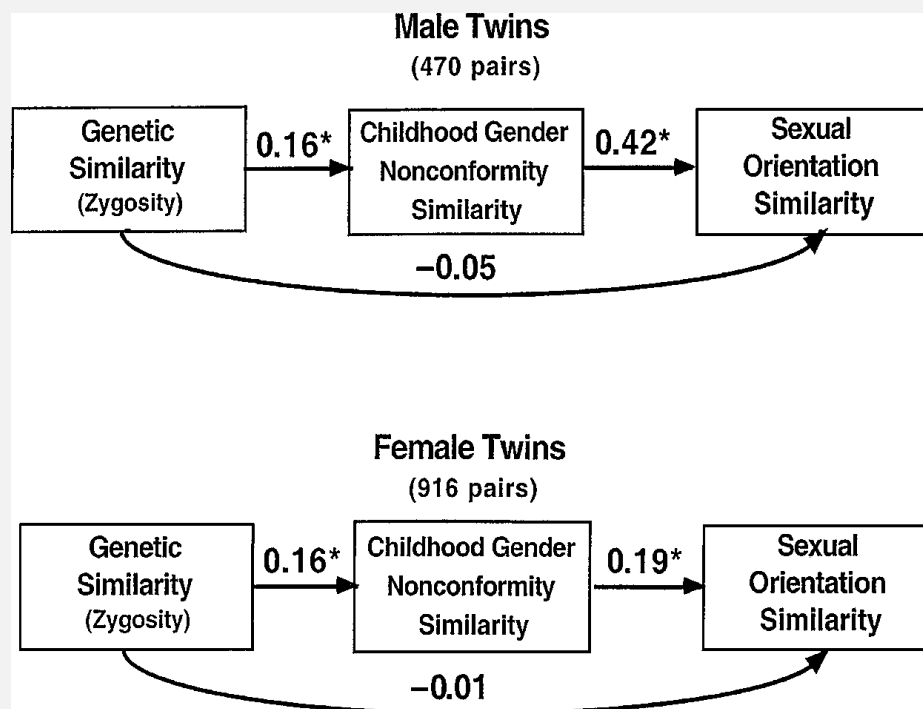 Male Twins
(470 pairs)
Genetic
Similarity
(Zygosity)
0.16*
Childhood Gender
Nonconformity
Similarity
0.42*
Sexual
Orientation
Similarity
−0.05
Female Twins
(916 pairs)
Genetic
Similarity
(Zygosity)
0.16*
Childhood Gender
Nonconformity
Similarity
0.19*
Sexual
Orientation
Similarity
−0.01